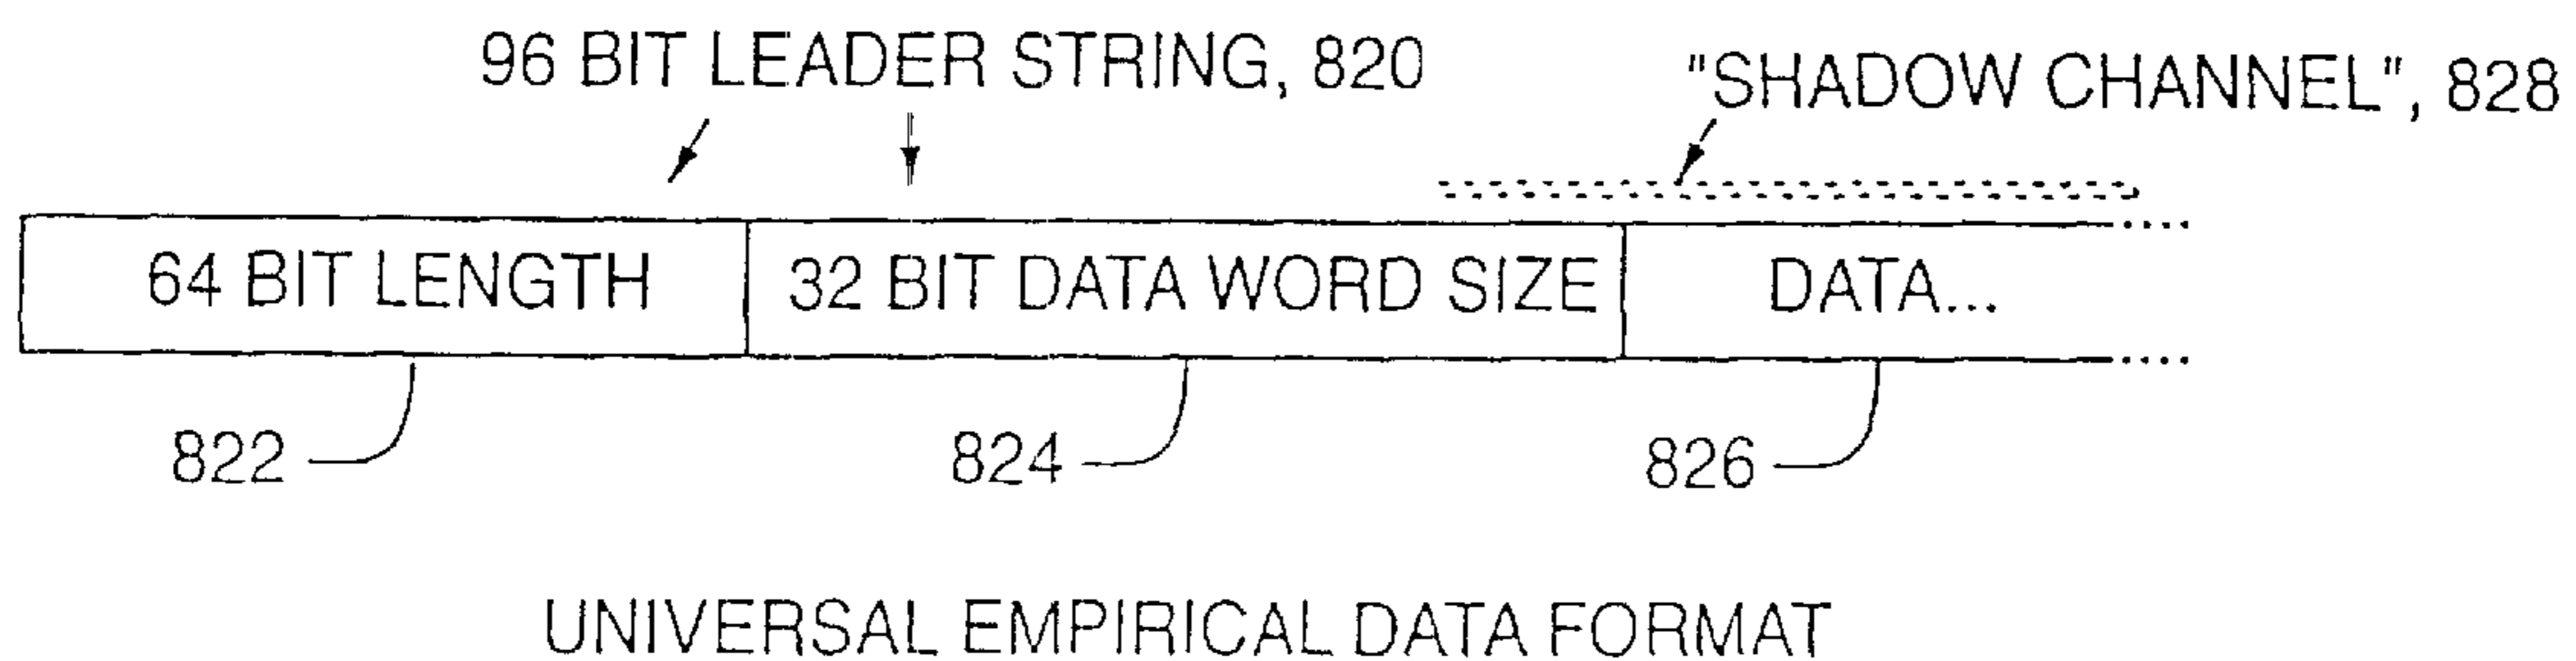 96 BIT LEADER STRING, 820
"SHADOW CHANNEL", 828
64 BIT LENGTH
32 BIT DATA WORD SIZE
DATA...
822
824
826
UNIVERSAL EMPIRICAL DATA FORMAT